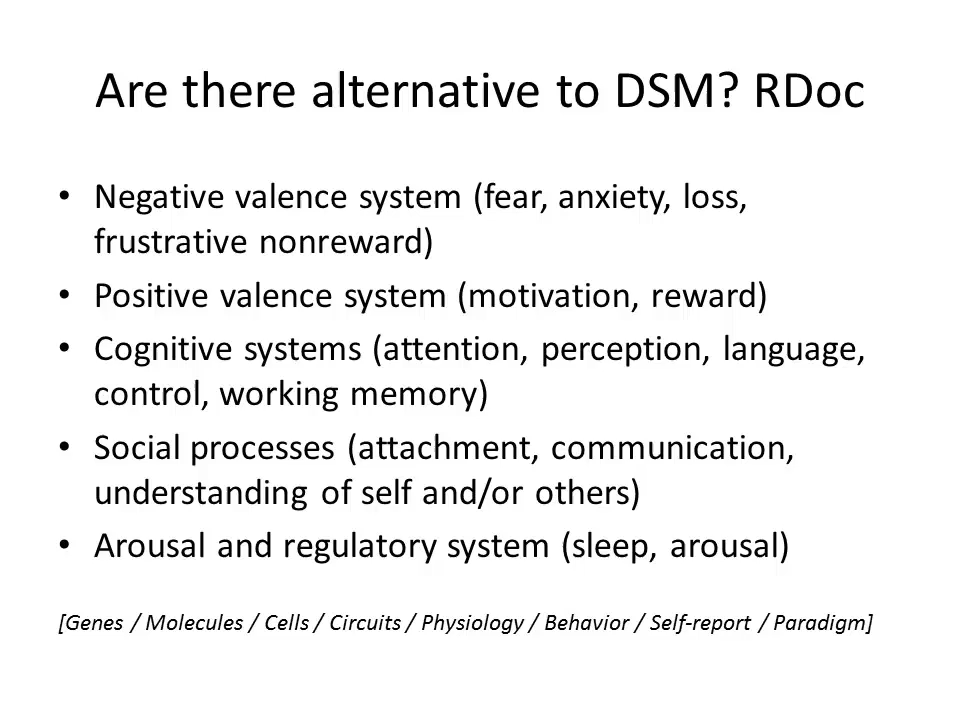 Are there alternative to DSM? RDoc
• Negative valence system (fear, anxiety, loss,
frustrative nonreward)
• Positive valence system (motivation, reward)
• Cognitive systems (attention, perception, language,
control, working memory)
• Social processes (attachment, communication,
understanding of self and/or others)
• Arousal and regulatory system (sleep, arousal)
[Genes / Molecules / Cells / Circuits / Physiology / Behavior / Self-report / Paradigm]